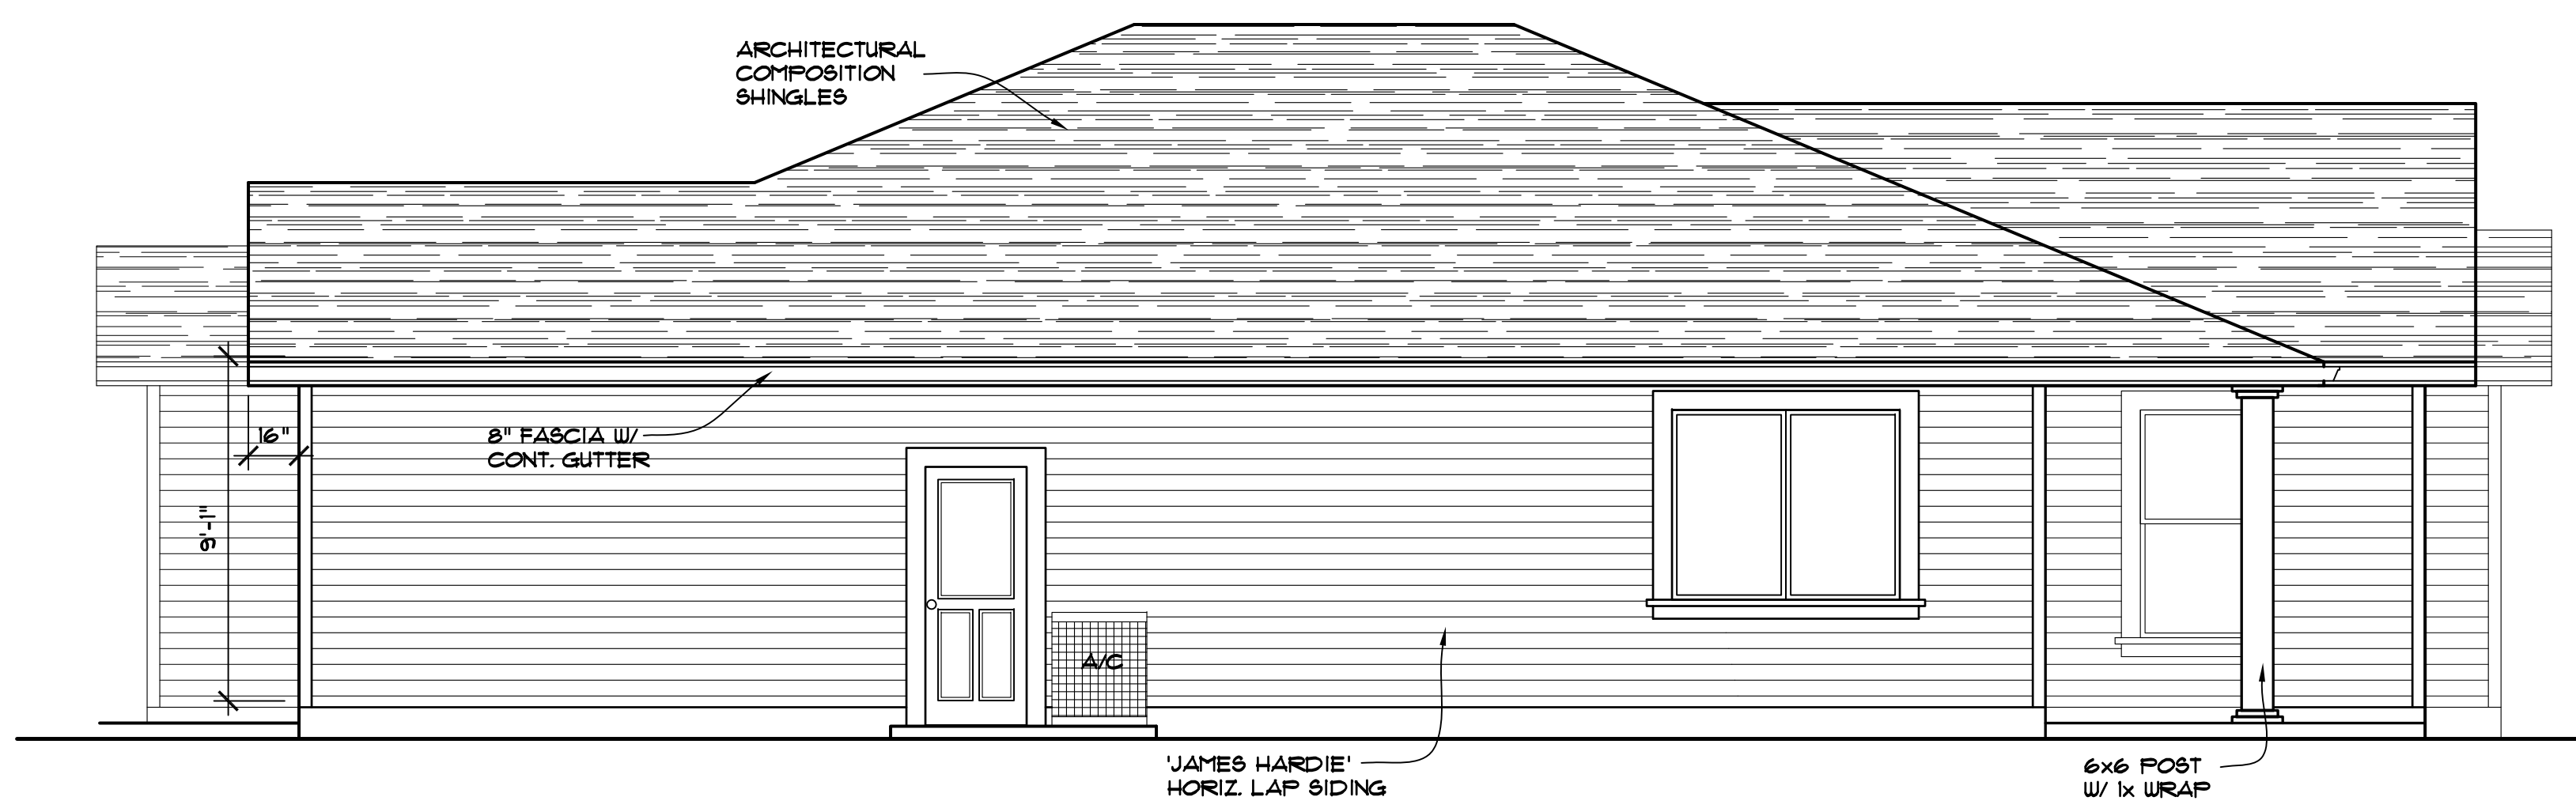 ARCHITECTURAL
COMPOSITION
SHINGLES
16"
8" FASCIA W/
CONT. GUTTER
9'-1"
A/C
'JAMES HARDIE'
HORIZ. LAP SIDING
6x6 POST
W/ 1x WRAP